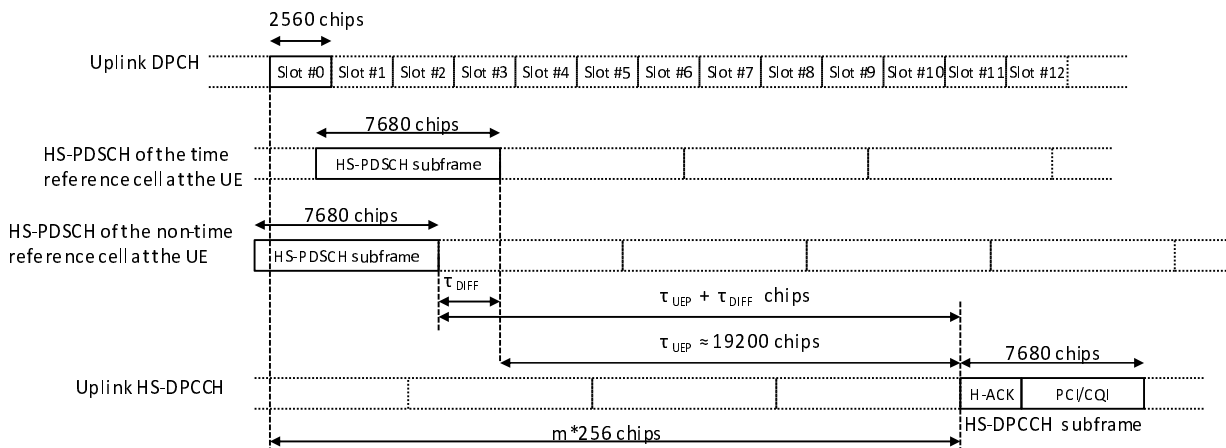 2560 chips
Uplink DPCH
Slot #0 Slot #1 Slot #2 Slot #3 Slot #4 Slot #5 Slot #6 Slot #7 Slot #8 Slot #9 Slot #10 Slot #11 Slot #12
7680 chips
HS-PDSCH of the time
reference cell at the UE
HS-PDSCH subframe
7680 chips
HS-PDSCH of the non-time
reference cell at the UE
HS-PDSCH subframe
τ DIFF
τ UEP + τ DIFF chips
τ UEP ≈ 19200 chips
7680 chips
Uplink HS-DPCCH
H-ACK PCI/CQI
HS-DPCCH subframe
m*256 chips